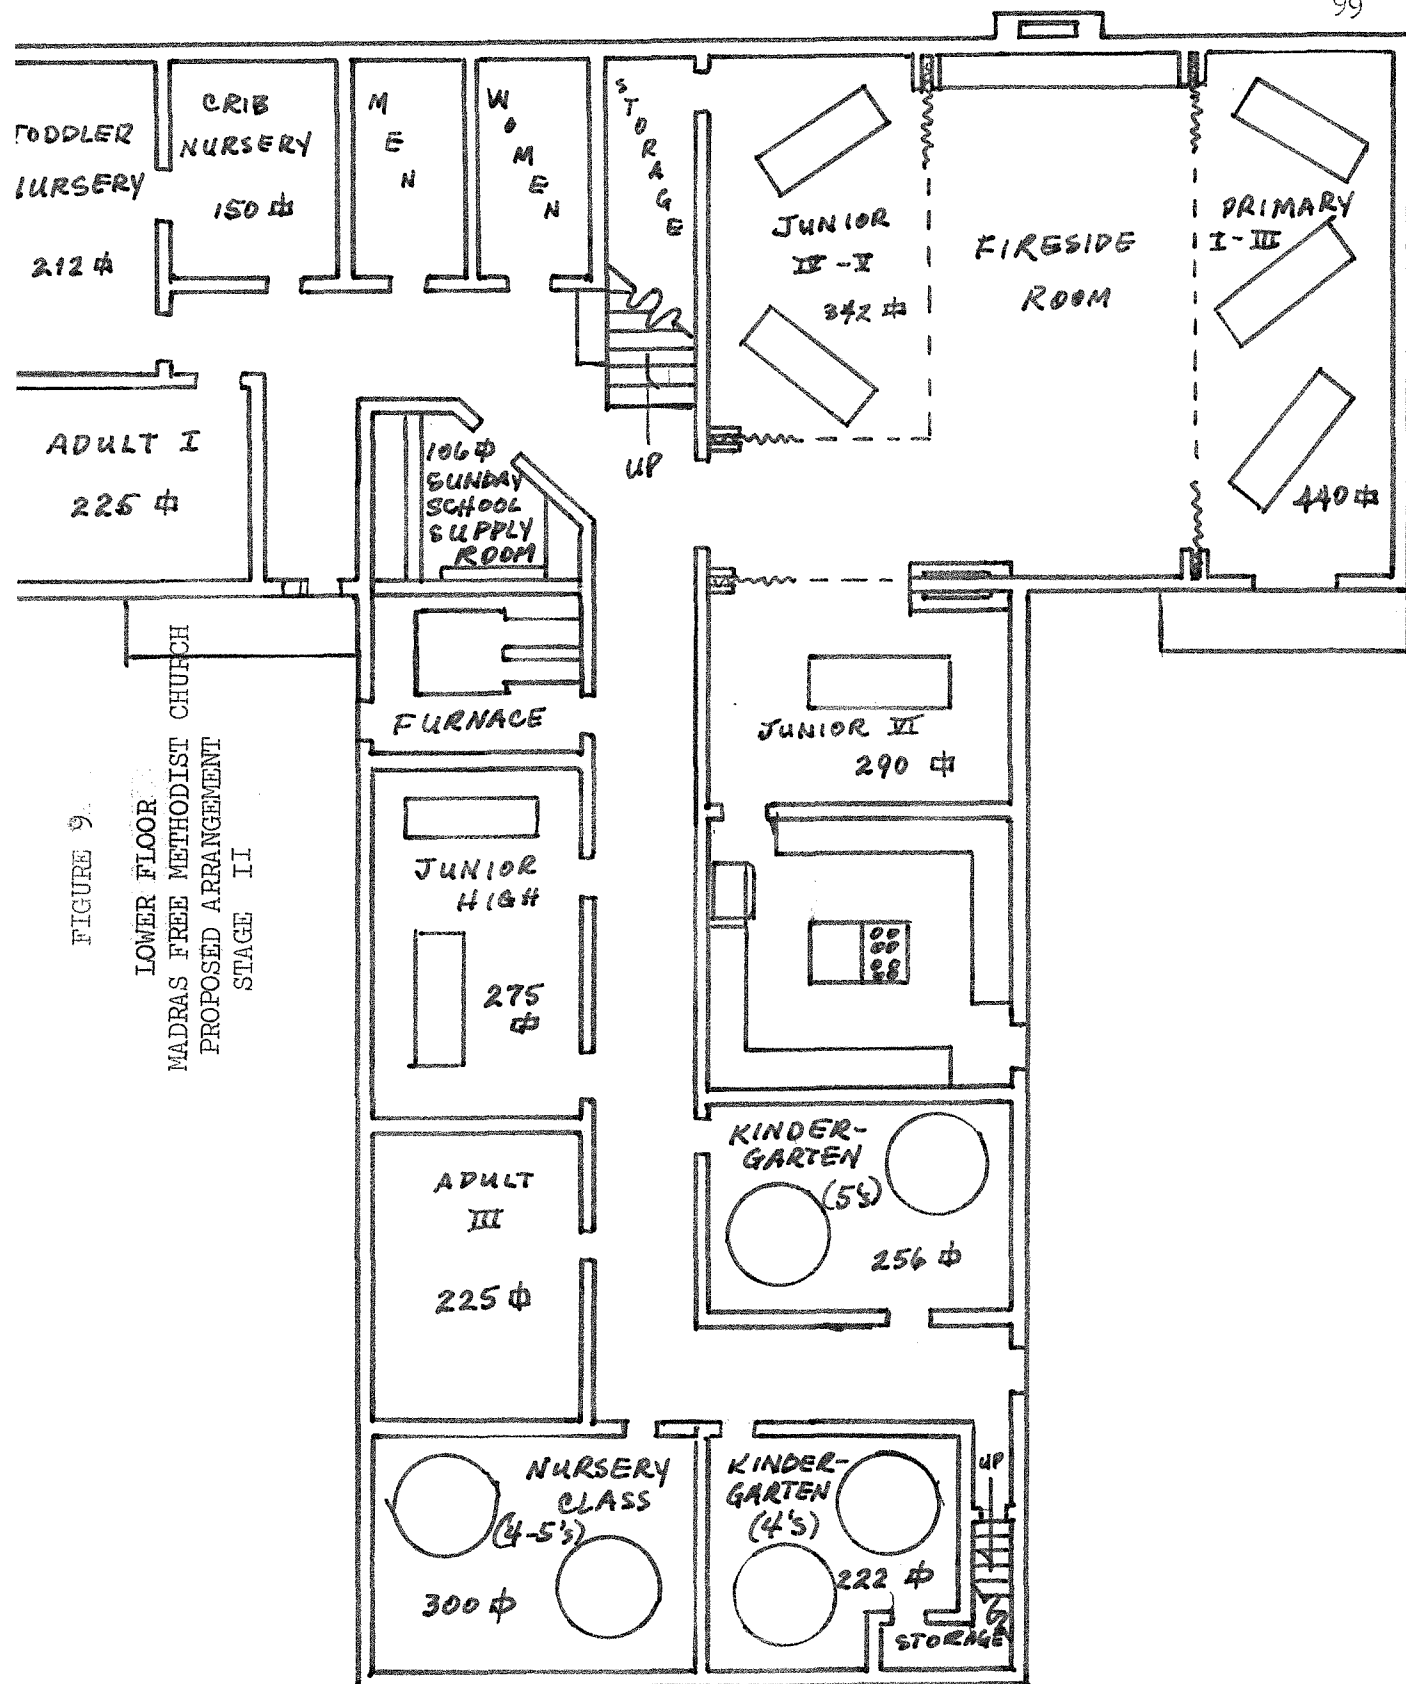 99
TODDLER
NURSERY
212 ⏍
CRIB
NURSERY
150 ⏍
MEN
WOMEN
STORAGE
JUNIOR
IV - V
342 ⏍
FIRESIDE
ROOM
PRIMARY
I - III
440 ⏍
ADULT I
225 ⏍
106 ⏍
SUNDAY
SCHOOL
SUPPLY
ROOM
UP
FURNACE
JUNIOR VI
290 ⏍
JUNIOR
HIGH
275
⏍
ADULT
III
225 ⏍
KINDER-
GARTEN
(5's)
256 ⏍
NURSERY
CLASS
(4-5's)
300 ⏍
KINDER-
GARTEN
(4's)
222 ⏍
UP
STORAGE
FIGURE 9.
LOWER FLOOR
MADRAS FREE METHODIST CHURCH
PROPOSED ARRANGEMENT
STAGE II